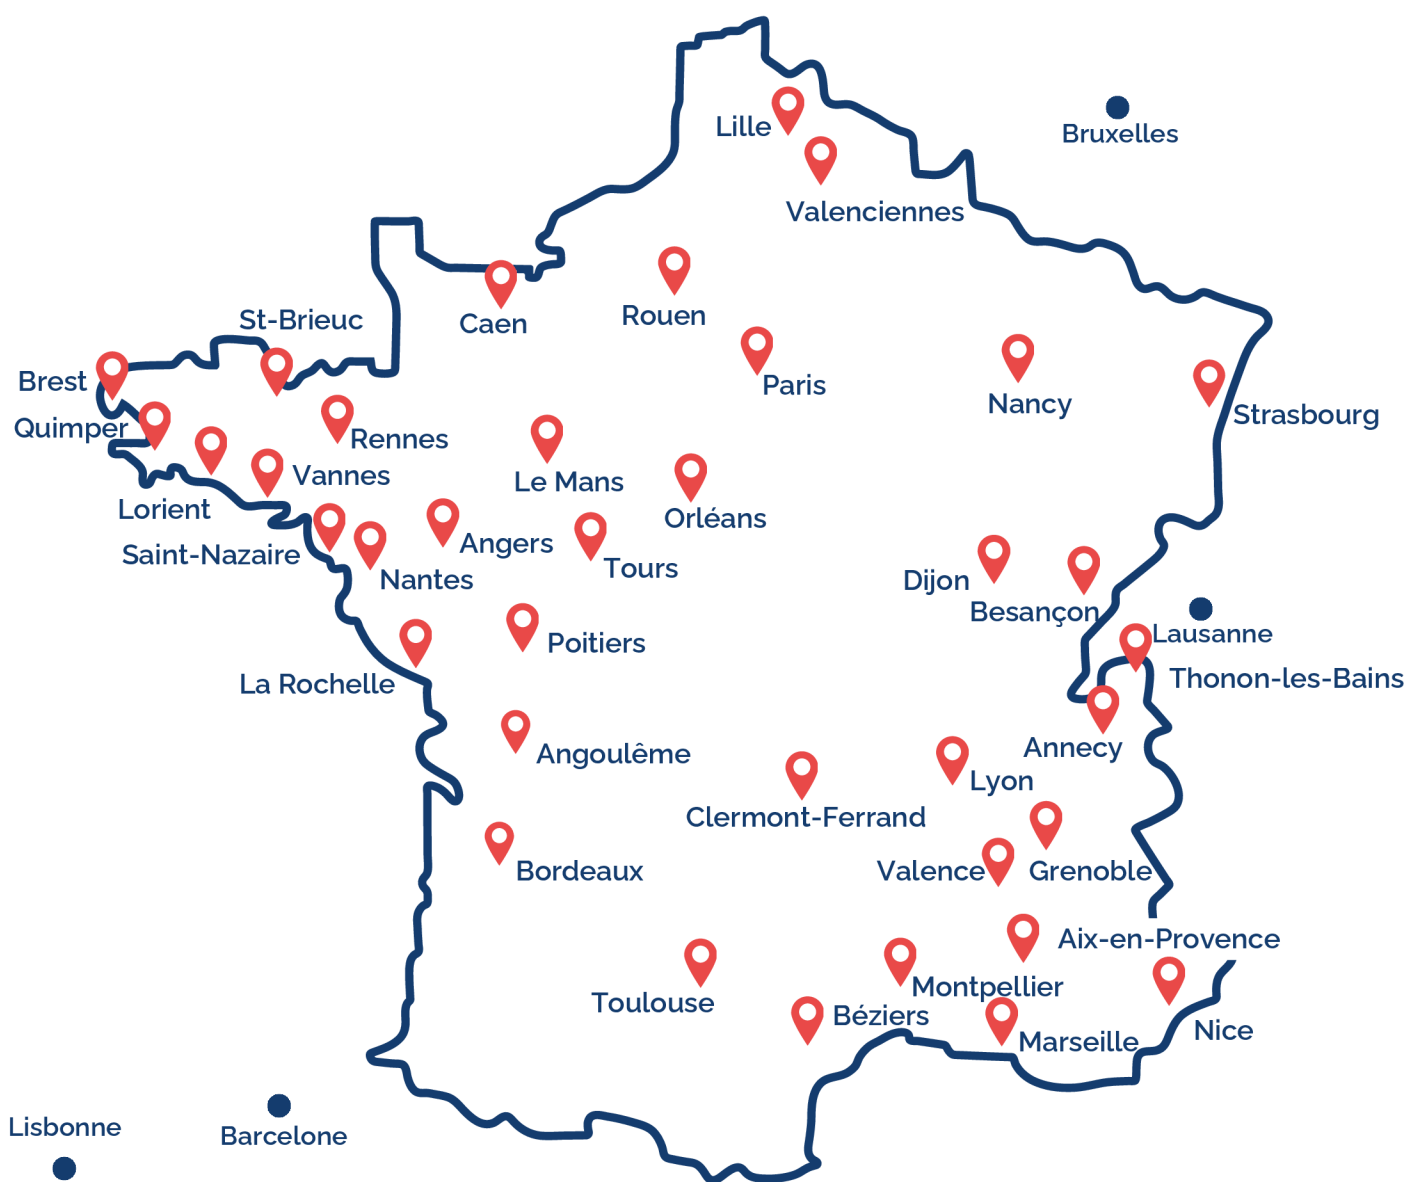 Lille
Bruxelles
Valenciennes
Rouen
St-Brieuc
Caen
Paris
Brest
Nancy
Strasbourg
Quimper
Rennes
Vannes
Le Mans
Lorient
Orléans
Angers
Saint-Nazaire
Tours
Nantes
Dijon
Besançon
Lausanne
Poitiers
Thonon-les-Bains
La Rochelle
Annecy
Angoulême
Lyon
Clermont-Ferrand
Bordeaux
Valence
Grenoble
Aix-en-Provence
Montpellier
Toulouse
Béziers
Nice
Marseille
Lisbonne
Barcelone